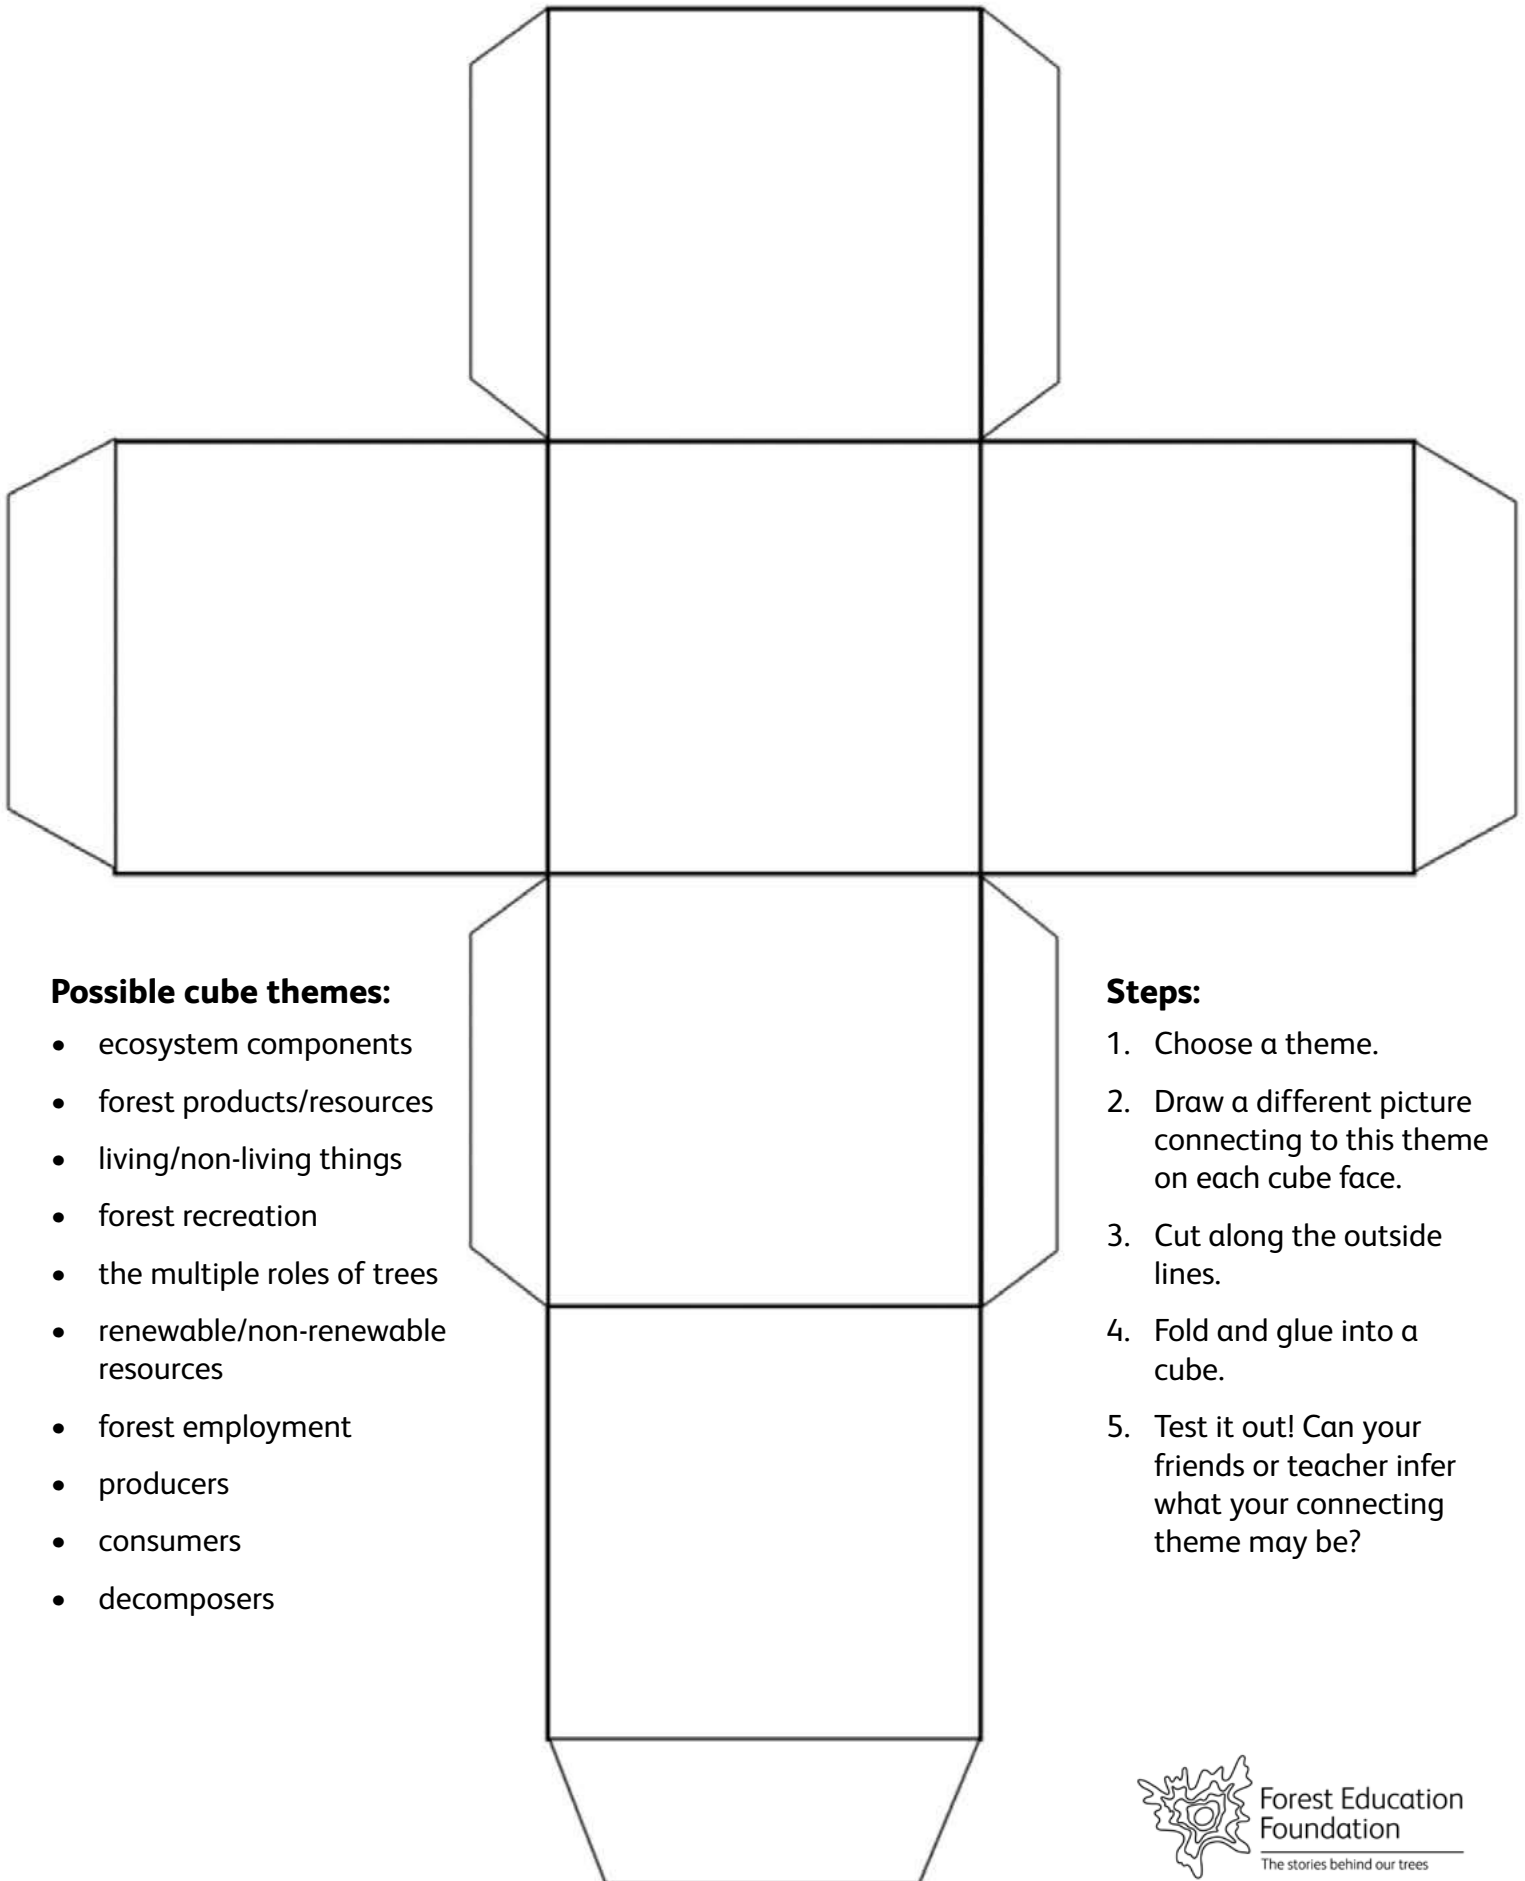 Possible cube themes:
• ecosystem components
• forest products/resources
• living/non-living things
• forest recreation
• the multiple roles of trees
• renewable/non-renewable
resources
• forest employment
• producers
• consumers
• decomposers
Steps:
1. Choose a theme.
2. Draw a different picture
connecting to this theme
on each cube face.
3. Cut along the outside
lines.
4. Fold and glue into a
cube.
5. Test it out! Can your
friends or teacher infer
what your connecting
theme may be?
Forest Education
Foundation
The stories behind our trees